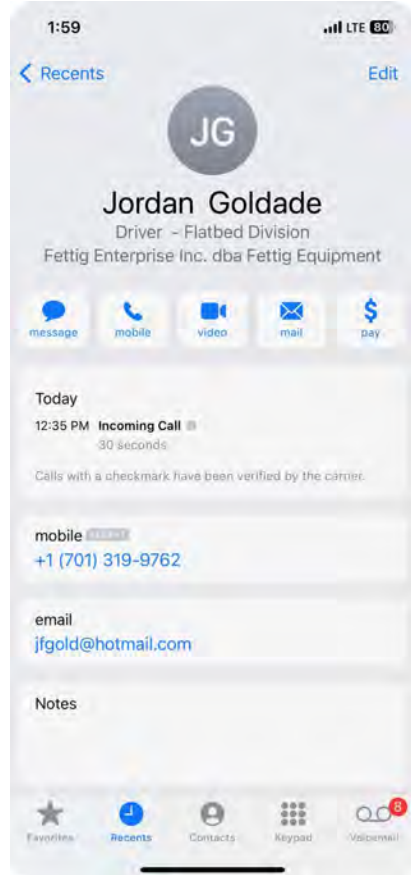 1:59 LTE 80
Recents Edit
JG
Jordan Goldade
Driver - Flatbed Division
Fettig Enterprise Inc. dba Fettig Equipment
message mobile video mail pay
Today
12:35 PM Incoming Call
30 seconds
Calls with a checkmark have been verified by the carrier.
mobile RECENT
+1 (701) 319-9762
email
jfgold@hotmail.com
Notes
8
Favorites Recents Contacts Keypad Voicemail